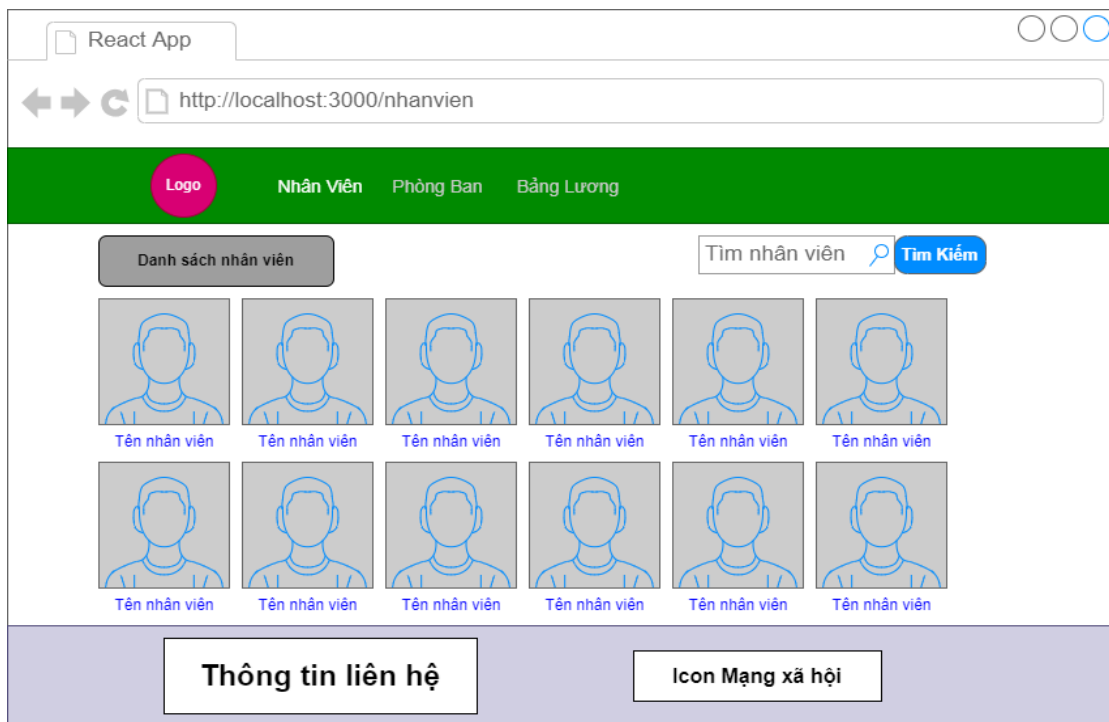 React App
http://localhost:3000/nhanvien
Logo Nhân Viên Phòng Ban Bảng Lương
Danh sách nhân viên Tìm nhân viên Tìm Kiếm
Tên nhân viên Tên nhân viên Tên nhân viên Tên nhân viên Tên nhân viên Tên nhân viên
Tên nhân viên Tên nhân viên Tên nhân viên Tên nhân viên Tên nhân viên Tên nhân viên
Thông tin liên hệ Icon Mạng xã hội